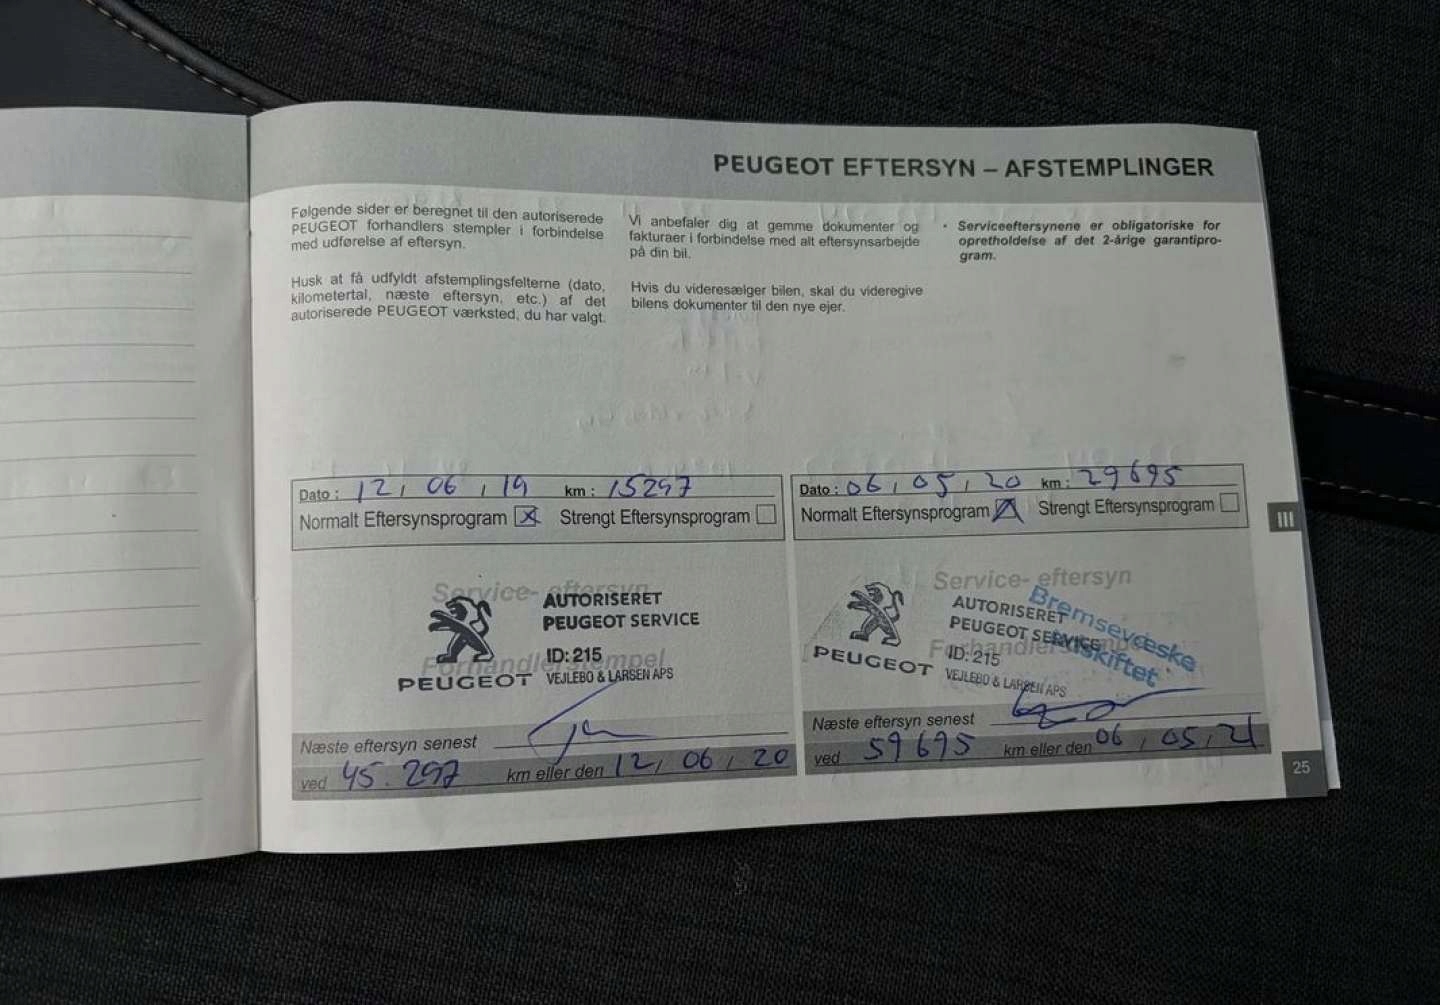 PEUGEOT EFTERSYN – AFSTEMPLINGER
Følgende sider er beregnet til den autoriserede
PEUGEOT forhandlers stempler i forbindelse
med udførelse af eftersyn.
Husk at få udfyldt afstemplingsfelterne (dato,
kilometertal, næste eftersyn, etc.) af det
autoriserede PEUGEOT værksted, du har valgt.
Vi anbefaler dig at gemme dokumenter og
fakturaer i forbindelse med alt eftersynsarbejde
på din bil.
Hvis du videresælger bilen, skal du videregive
bilens dokumenter til den nye ejer.
• Serviceeftersynene er obligatoriske for
opretholdelse af det 2-årige garantipro-
gram.
Dato : 12, 06, 19 km : 15297
Normalt Eftersynsprogram Strengt Eftersynsprogram
Service- eftersyn
Forhandlerstempel
AUTORISERET
PEUGEOT SERVICE
ID: 215
PEUGEOT VEJLEBO & LARSEN APS
Næste eftersyn senest
ved 45.297 km eller den 12, 06, 20
Dato : 06, 05, 20 km : 29695
Normalt Eftersynsprogram Strengt Eftersynsprogram
Service- eftersyn
Forhandlerstempel
AUTORISERET
PEUGEOT SERVICE
ID: 215
PEUGEOT VEJLEBO & LARSEN APS
Bremsevæske
udskiftet
Næste eftersyn senest
ved 59695 km eller den 06, 05, 21
III
25